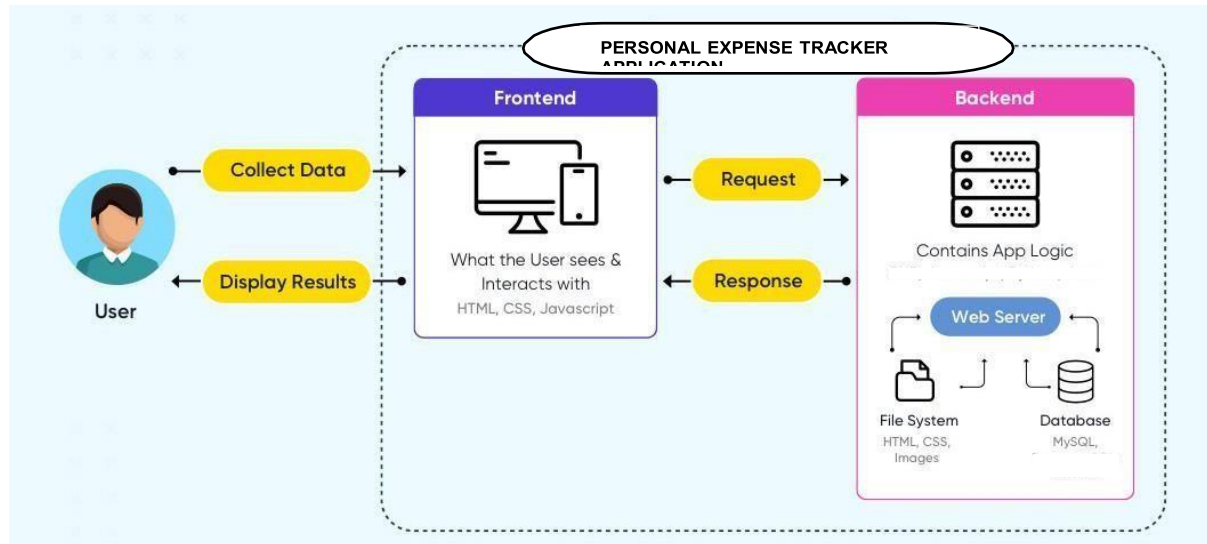 PERSONAL EXPENSE TRACKER
APPLICATION
Frontend
Backend
Collect Data
Request
What the User sees &
Interacts with
HTML, CSS, Javascript
Contains App Logic
Display Results
Response
User
Web Server
File System
HTML, CSS,
Images
Database
MySQL,